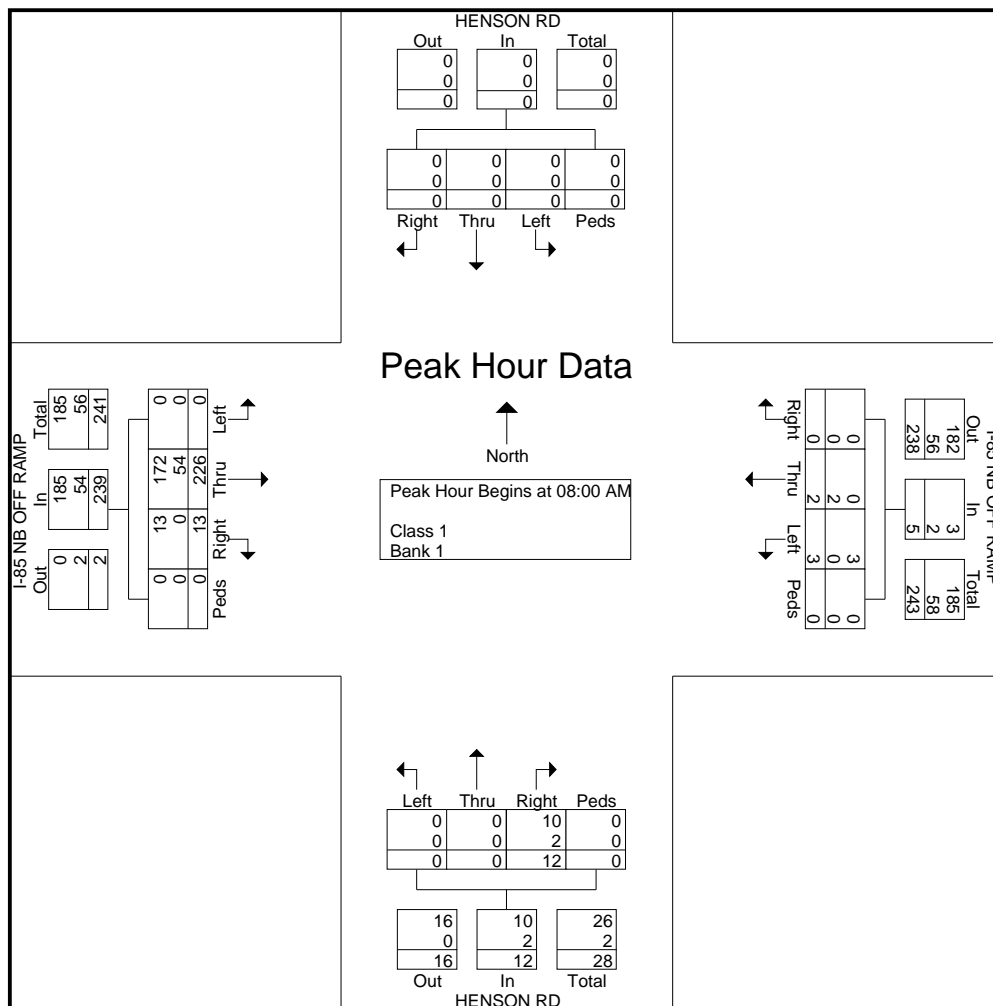 HENSON RD
Out In Total
0 0 0
0 0 0
0 0 0
0 0 0 0
0 0 0 0
0 0 0 0
Right Thru Left Peds
Peak Hour Data
North
Peak Hour Begins at 08:00 AM
Class 1
Bank 1
I-85 NB OFF RAMP
Total In Out
185 185 0
56 54 2
241 239 2
0 172 13 0
0 54 0 0
0 226 13 0
Left Thru Right Peds
I-85 NB OFF RAMP
Out In Total
182 3 185
56 2 58
238 5 243
0 0 3 0
0 2 0 0
0 2 3 0
Right Thru Left Peds
Left Thru Right Peds
0 0 10 0
0 0 2 0
0 0 12 0
16 10 26
0 2 2
16 12 28
Out In Total
HENSON RD